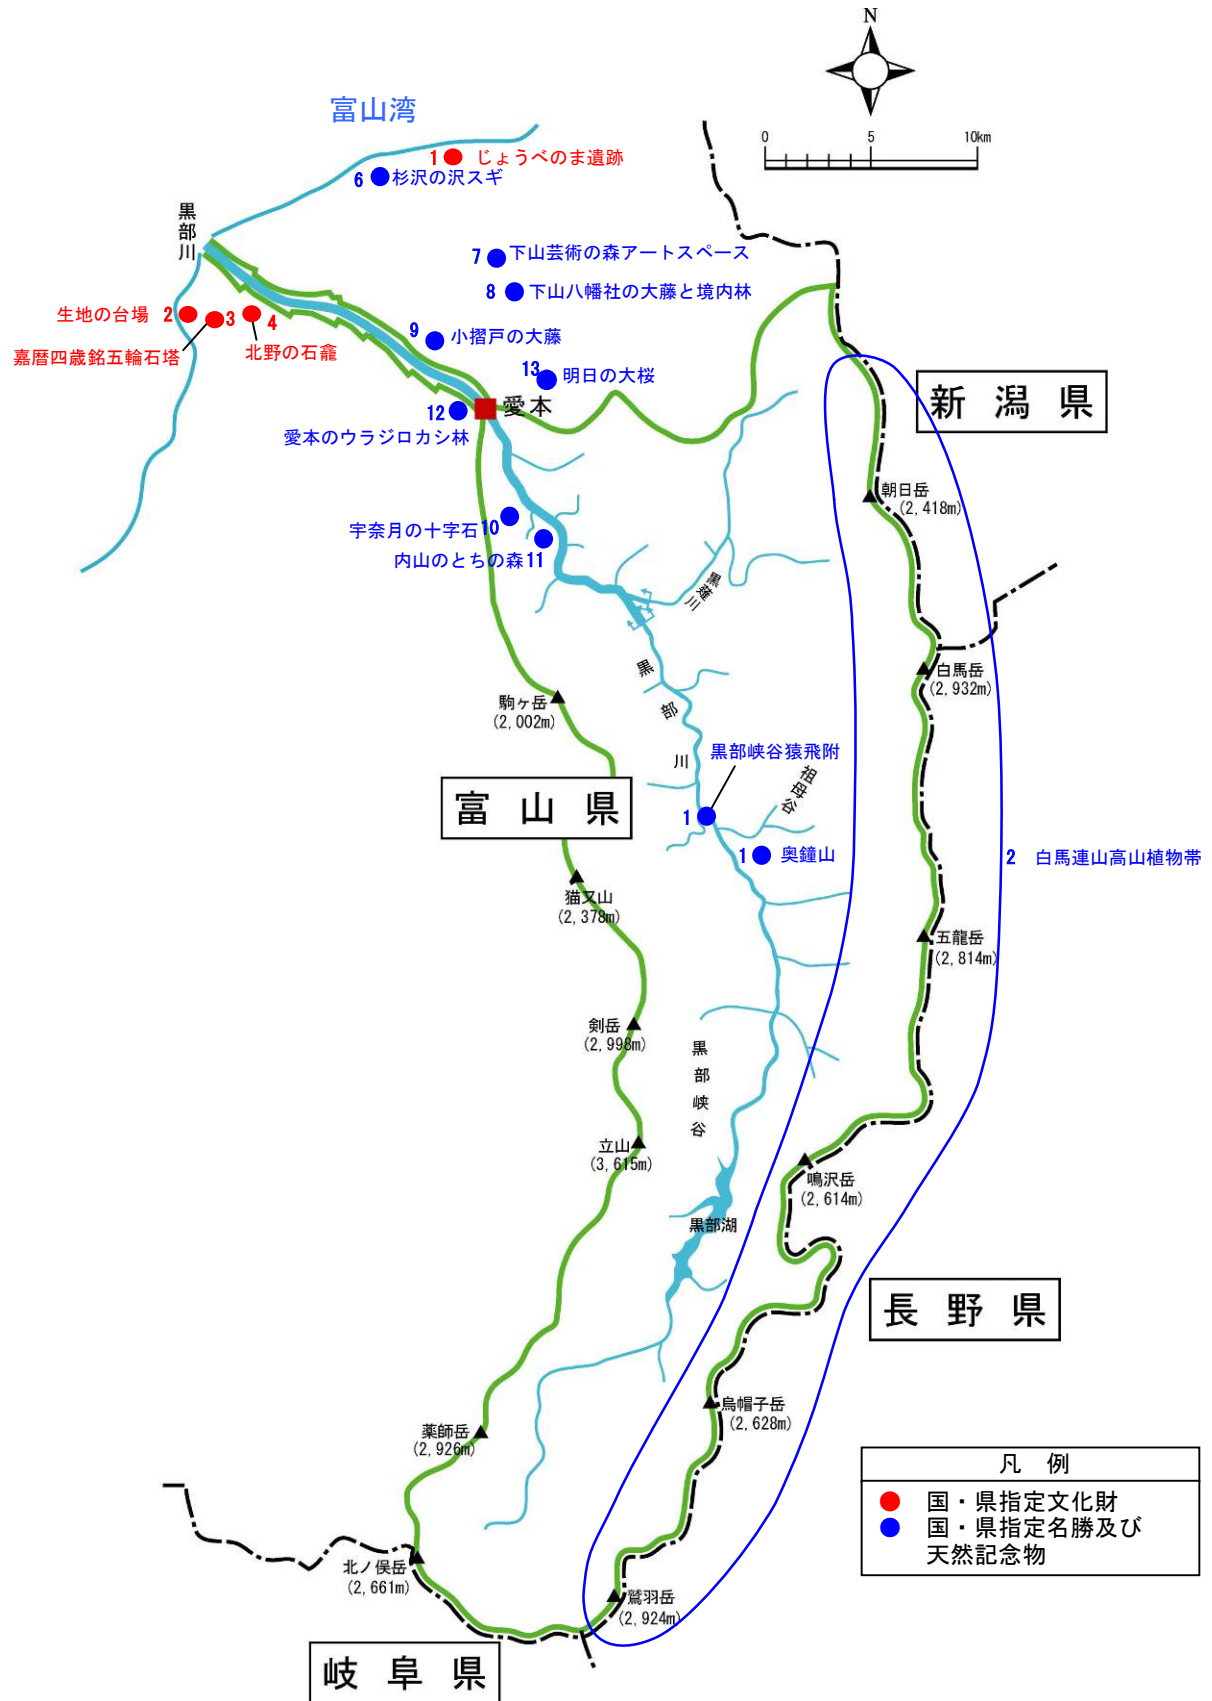 N
富山湾
0 5 10km
1 じょうべのま遺跡
6 杉沢の沢スギ
黒部川
7 下山芸術の森アートスペース
8 下山八幡社の大藤と境内林
生地の台場 2
3
4
嘉暦四歳銘五輪石塔
北野の石龕
9 小摺戸の大藤
13 明日の大桜
愛本
12
愛本のウラジロカシ林
新潟県
朝日岳
(2,418m)
宇奈月の十字石 10
内山のとちの森 11
黒薙川
黒部川
白馬岳
(2,932m)
駒ヶ岳
(2,002m)
黒部峡谷猿飛附
祖母谷
富山県
1
1 奥鐘山
2 白馬連山高山植物帯
猫又山
(2,378m)
五龍岳
(2,814m)
剣岳
(2,998m)
黒部峡谷
立山
(3,615m)
鳴沢岳
(2,614m)
黒部湖
長野県
烏帽子岳
(2,628m)
薬師岳
(2,926m)
凡例
国・県指定文化財
国・県指定名勝及び
天然記念物
北ノ俣岳
(2,661m)
鷲羽岳
(2,924m)
岐阜県